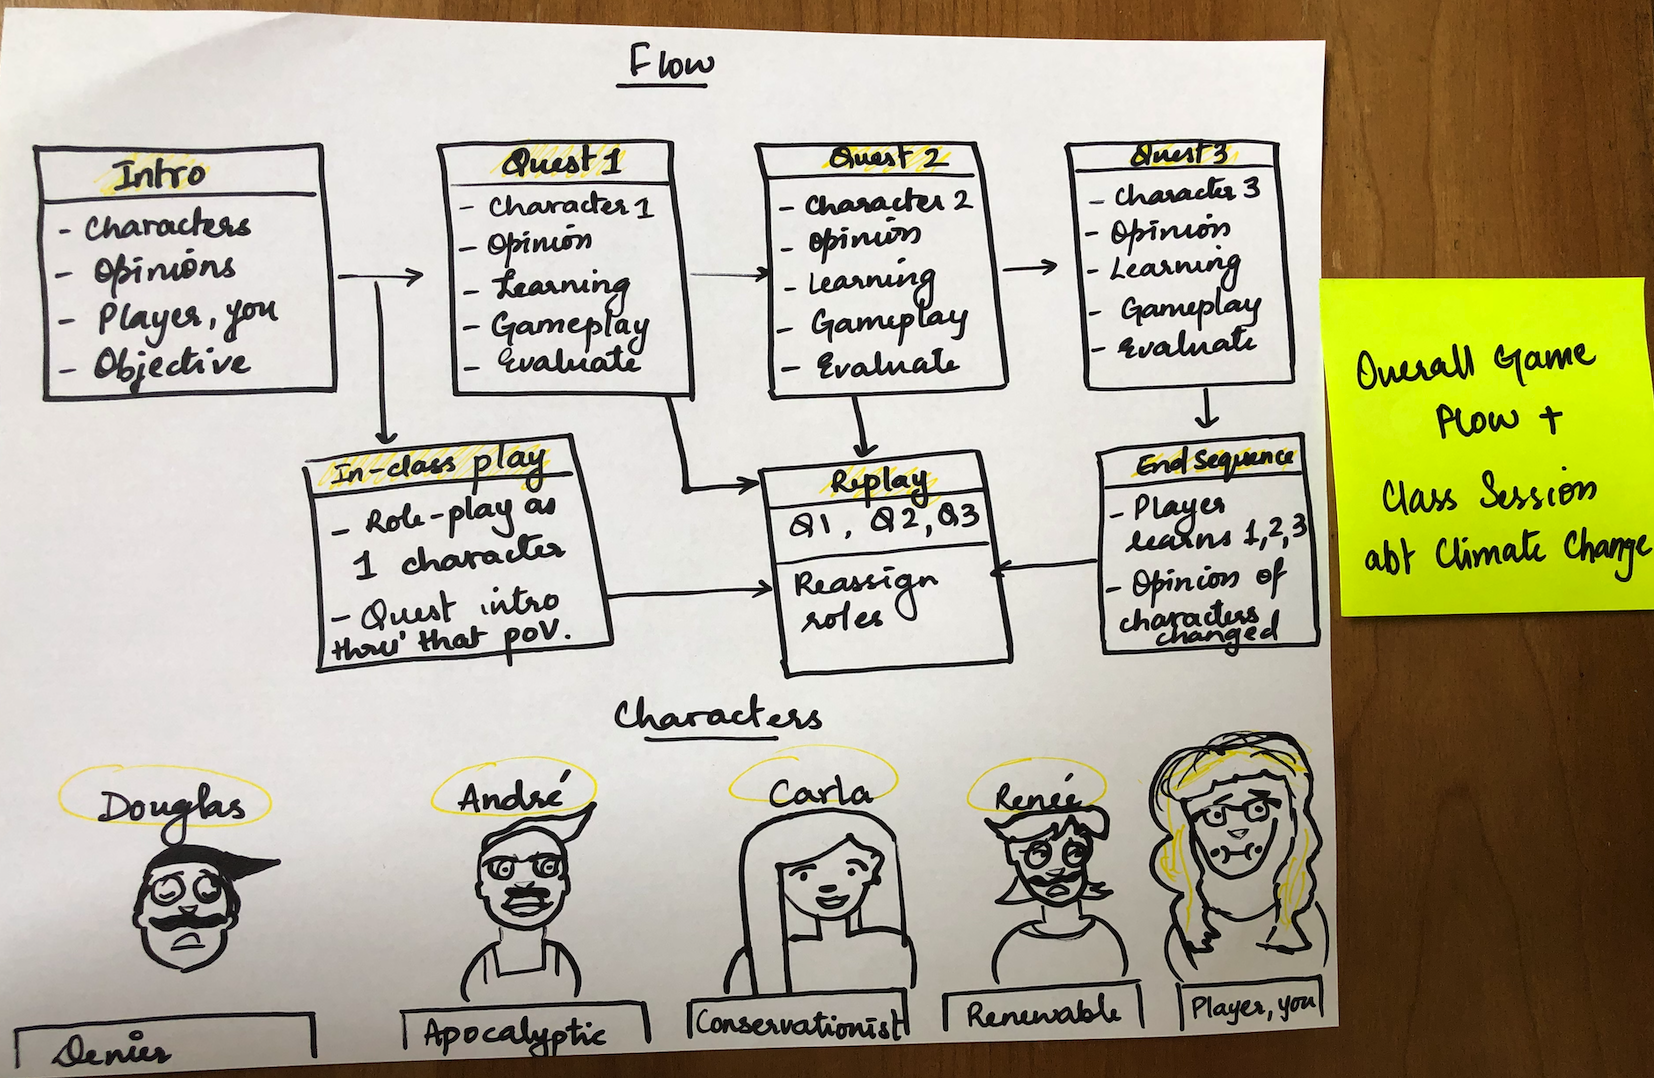 Flow
Intro
- Characters
- Opinions
- Player, you
- Objective
Quest 1
- Character 1
- Opinion
- Learning
- Gameplay
- Evaluate
Quest 2
- Character 2
- Opinion
- Learning
- Gameplay
- Evaluate
Quest 3
- Character 3
- Opinion
- Learning
- Gameplay
- Evaluate
In-class play
- Role-play as
1 character
- Quest intro
thro' that pov.
Replay
Q1, Q2, Q3
Reassign
roles
End Sequence
- Player
learns 1,2,3
- Opinion of
characters
changed
Overall Game
Flow +
Class Session
abt Climate Change
Characters
Douglas
André
Carla
Renée
Denier
Apocalyptic
Conservationist
Renewable
Player, you